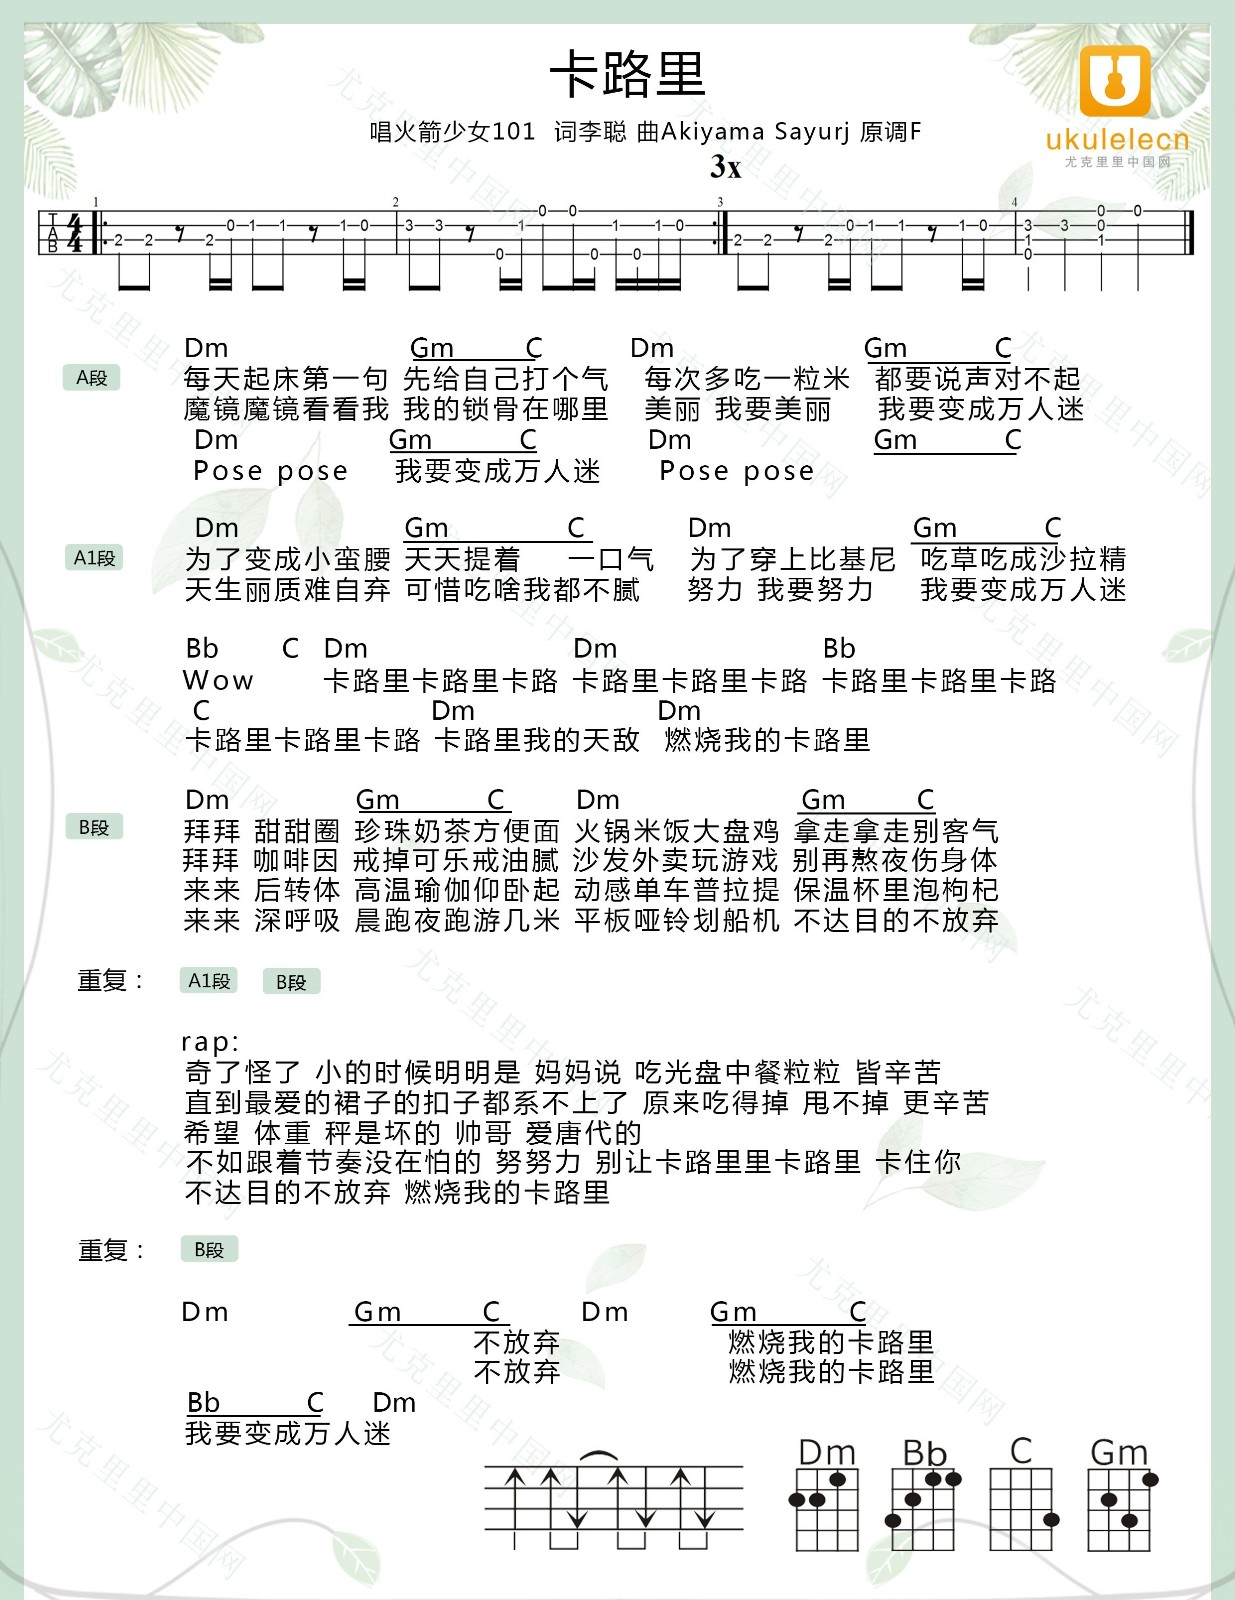 卡路里
唱火箭少女101 词李聪 曲Akiyama Sayurj 原调F
ukulelecn
尤克里里中国网
3x
1 2 3 4
T A B 4 4
2 2 2 0 1 1 1 0 3 3 0 1 0 0 0 1 0 1 0 2 2 2 0 1 1 1 0 3 1 0 3 0 0 1 0
Dm Gm C Dm Gm C
A段
每天起床第一句 先给自己打个气 每次多吃一粒米 都要说声对不起
魔镜魔镜看看我 我的锁骨在哪里 美丽 我要美丽 我要变成万人迷
Dm Gm C Dm Gm C
Pose pose 我要变成万人迷 Pose pose
Dm Gm C Dm Gm C
A1段
为了变成小蛮腰 天天提着 一口气 为了穿上比基尼 吃草吃成沙拉精
天生丽质难自弃 可惜吃啥我都不腻 努力 我要努力 我要变成万人迷
Bb C Dm Dm Bb
Wow 卡路里卡路里卡路 卡路里卡路里卡路 卡路里卡路里卡路
C Dm Dm
卡路里卡路里卡路 卡路里我的天敌 燃烧我的卡路里
Dm Gm C Dm Gm C
B段
拜拜 甜甜圈 珍珠奶茶方便面 火锅米饭大盘鸡 拿走拿走别客气
拜拜 咖啡因 戒掉可乐戒油腻 沙发外卖玩游戏 别再熬夜伤身体
来来 后转体 高温瑜伽仰卧起 动感单车普拉提 保温杯里泡枸杞
来来 深呼吸 晨跑夜跑游几米 平板哑铃划船机 不达目的不放弃
重复： A1段 B段
rap:
奇了怪了 小的时候明明是 妈妈说 吃光盘中餐粒粒 皆辛苦
直到最爱的裙子的扣子都系不上了 原来吃得掉 甩不掉 更辛苦
希望 体重 秤是坏的 帅哥 爱唐代的
不如跟着节奏没在怕的 努努力 别让卡路里里卡路里 卡住你
不达目的不放弃 燃烧我的卡路里
重复： B段
Dm Gm C Dm Gm C
不放弃 燃烧我的卡路里
不放弃 燃烧我的卡路里
Bb C Dm
我要变成万人迷
Dm Bb C Gm